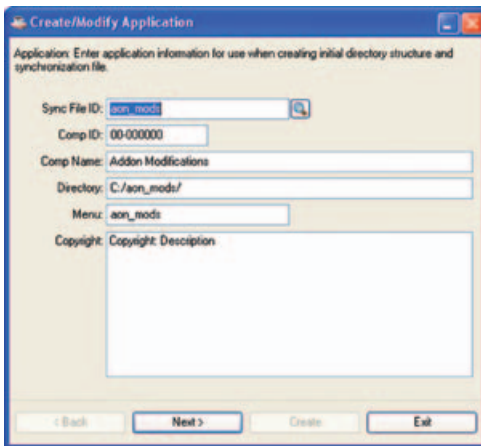 Create/Modify Application
Application: Enter application information for use when creating initial directory structure and
synchronization file.
Sync File ID: aon_mods
Comp ID: 00-000000
Comp Name: Addon Modifications
Directory: C:/aon_mods/
Menu: aon_mods
Copyright: Copyright: Description
< Back Next > Create Exit